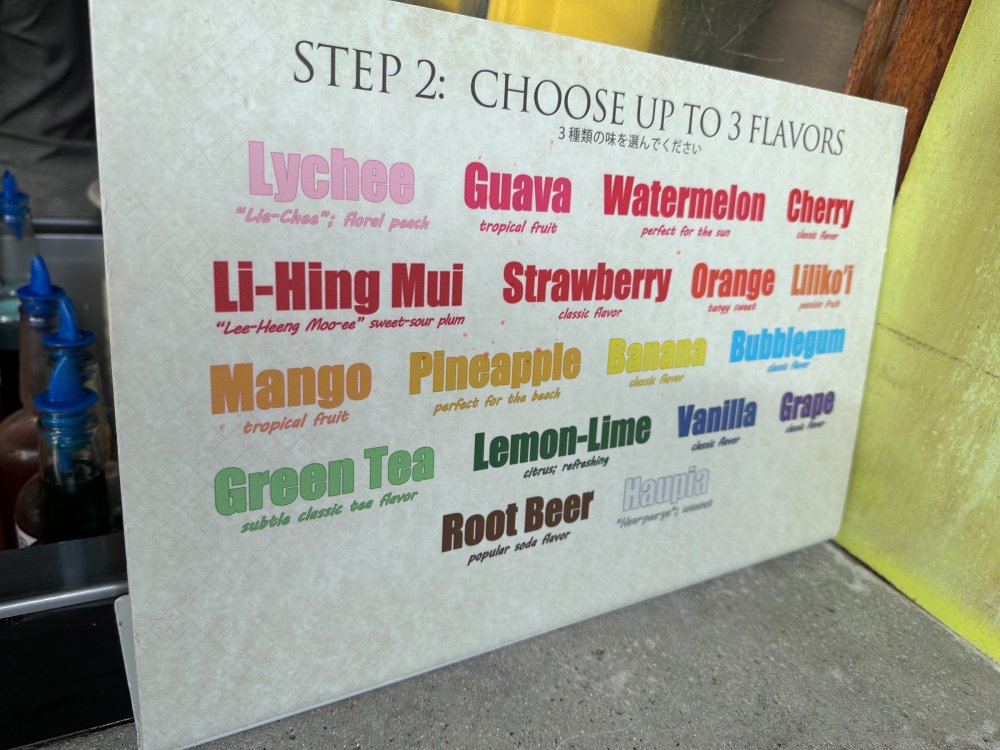 STEP 2: CHOOSE UP TO 3 FLAVORS
3種類の味を選んでください
Lychee Guava Watermelon Cherry
"Lie-Chee"; floral peach tropical fruit perfect for the sun classic flavor
Li-Hing Mui Strawberry Orange Liliko'i
"Lee-Heeng Moo-ee" sweet-sour plum classic flavor tangy sweet passion fruit
Mango Pineapple Banana Bubblegum
tropical fruit perfect for the beach classic flavor classic flavor
Green Tea Lemon-Lime Vanilla Grape
subtle classic tea flavor citrus; refreshing classic flavor classic flavor
Root Beer Haupia
popular soda flavor coconut